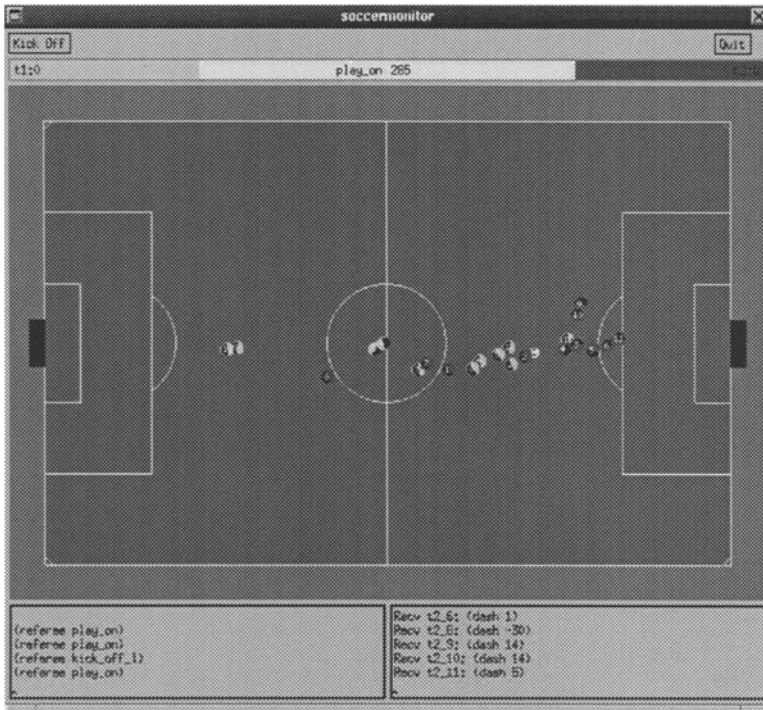 soccermonitor
Kick Off
Quit
t1:0
play_on 285
(referee play_on)
(referee play_on)
(referee kick_off_l)
(referee play_on)
Recv t2_6: (dash 1)
Recv t2_8: (dash -30)
Recv t2_9: (dash 14)
Recv t2_10: (dash 14)
Recv t2_11: (dash 5)